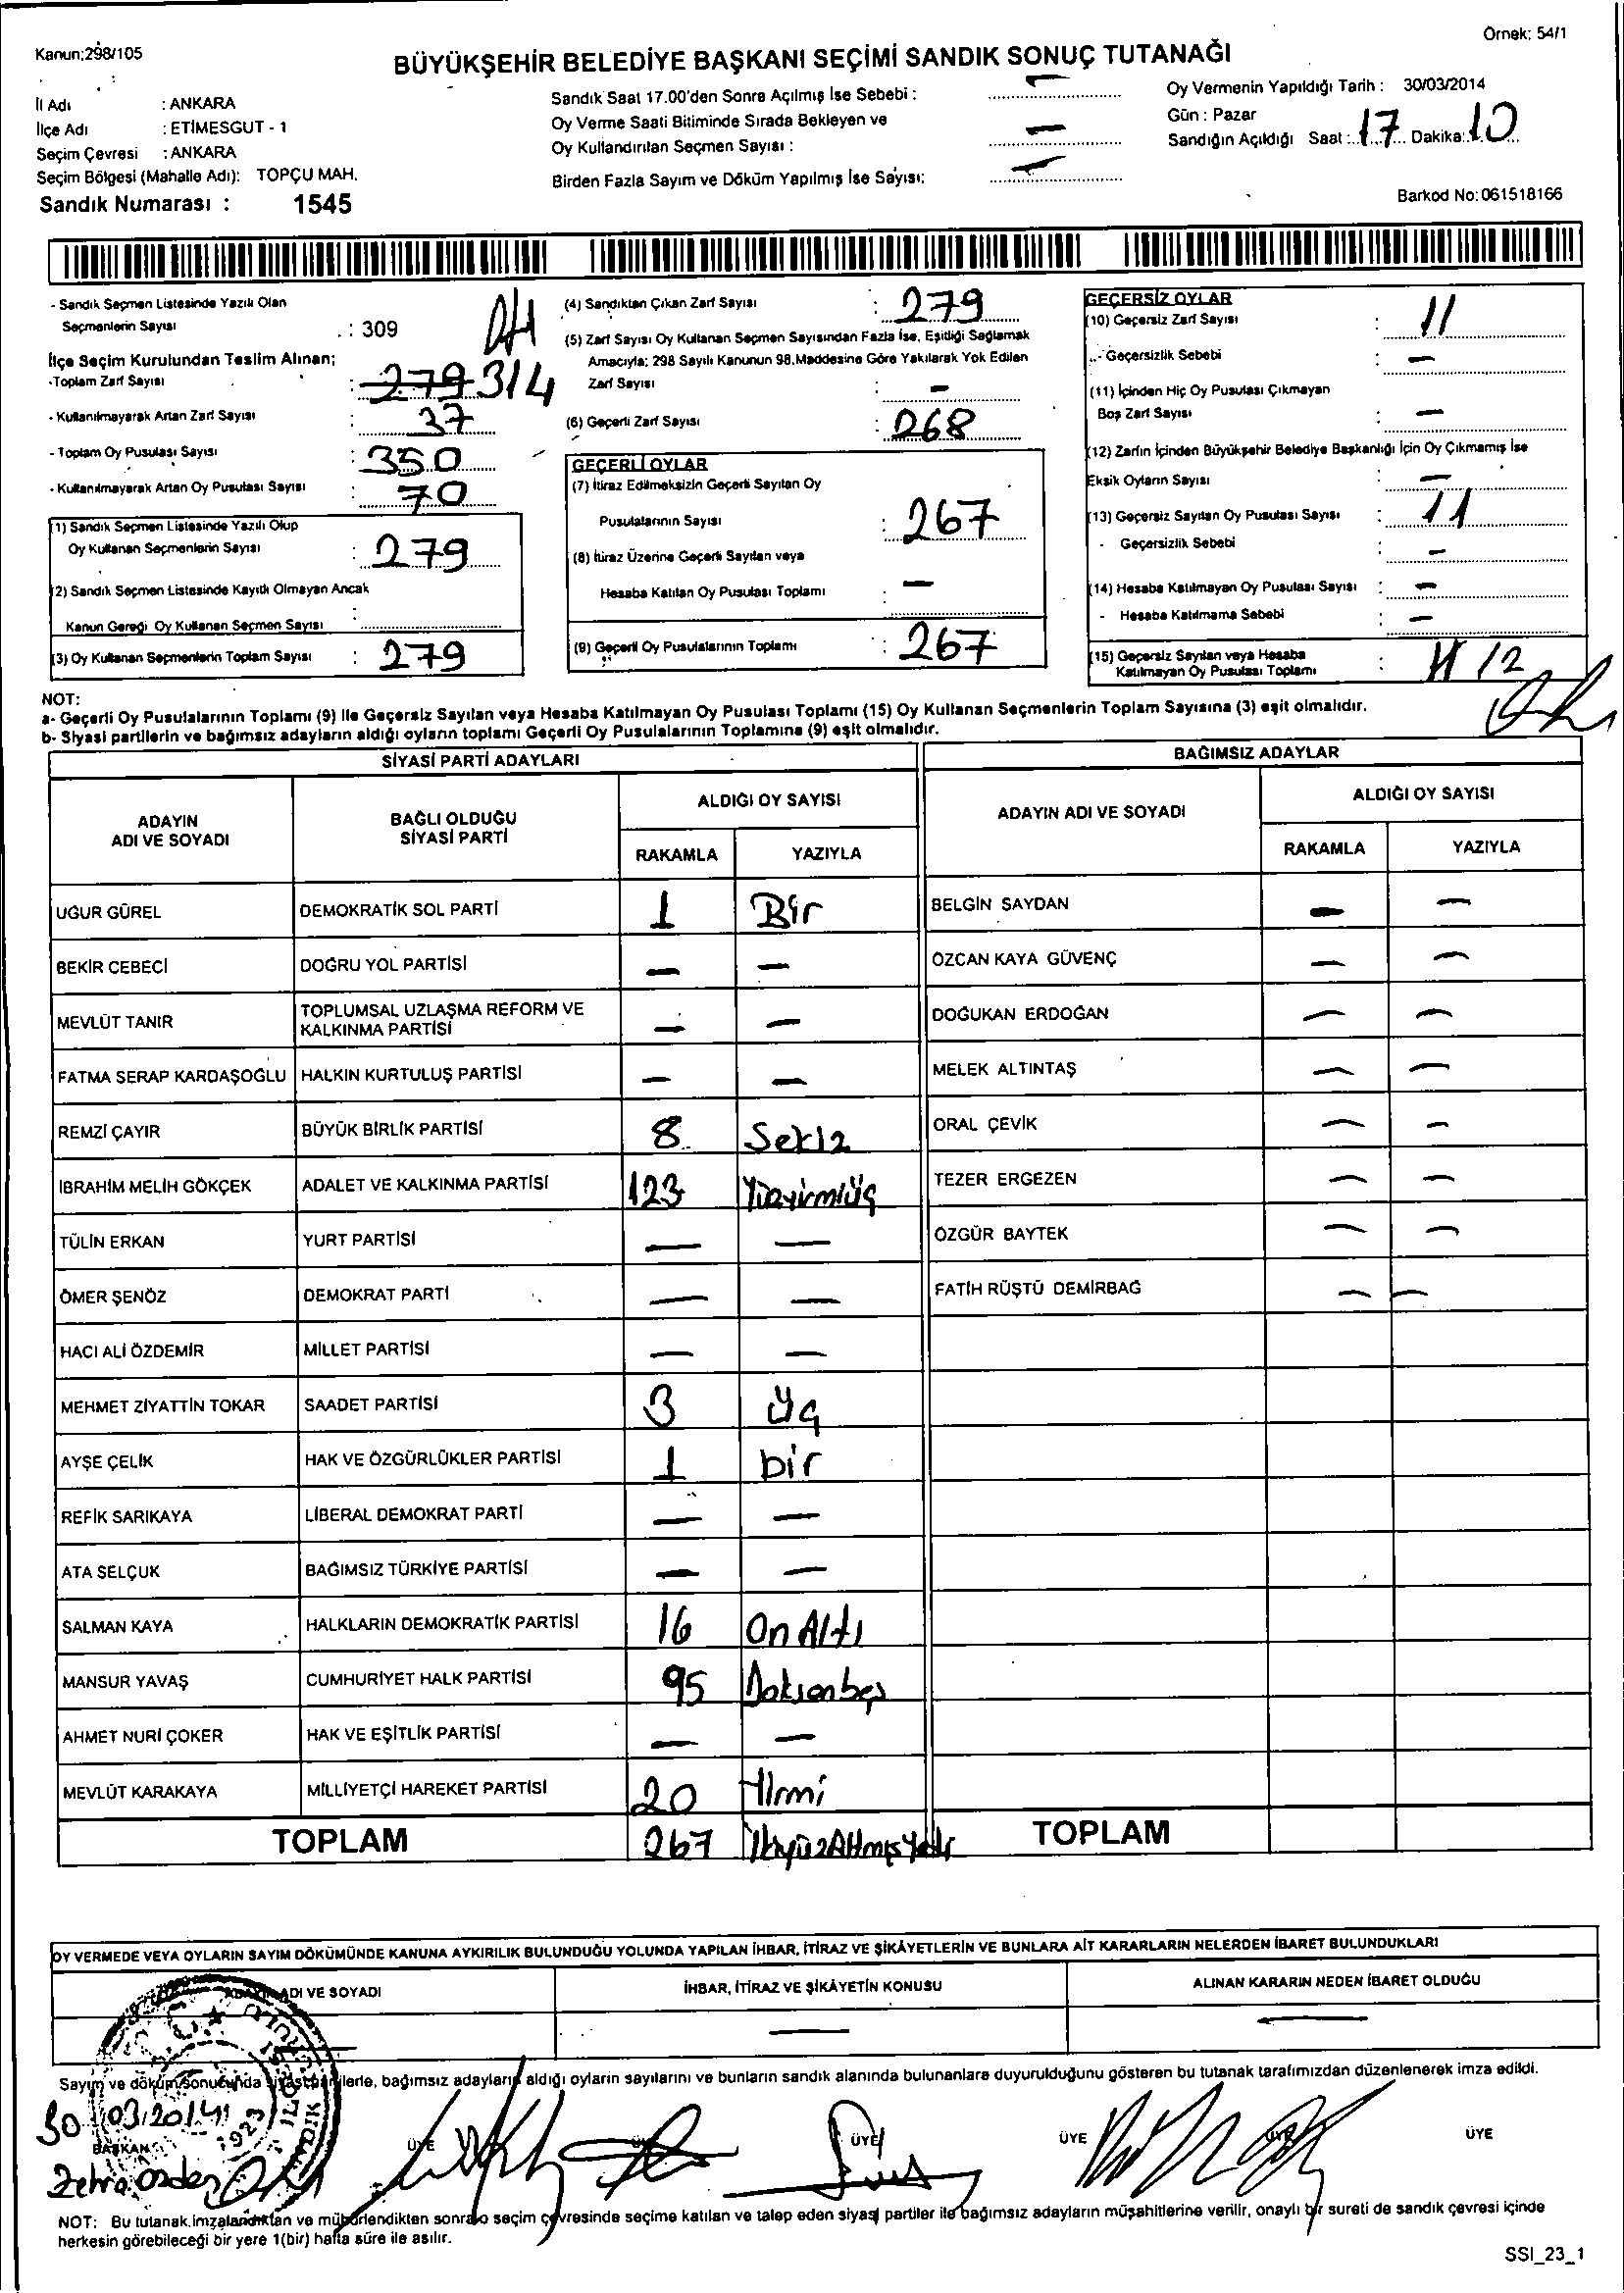 Kanun:298/105
Örnek: 54/1
BÜYÜKŞEHİR BELEDİYE BAŞKANI SEÇİMİ SANDIK SONUÇ TUTANAĞI
İl Adı : ANKARA
İlçe Adı : ETİMESGUT - 1
Seçim Çevresi : ANKARA
Seçim Bölgesi (Mahalle Adı): TOPÇU MAH.
Sandık Numarası : 1545
Sandık Saat 17.00'den Sonra Açılmış İse Sebebi : —
Oy Verme Saati Bitiminde Sırada Bekleyen ve
Oy Kullandırılan Seçmen Sayısı : —
Birden Fazla Sayım ve Döküm Yapılmış İse Sayısı: —
Oy Vermenin Yapıldığı Tarih : 30/03/2014
Gün : Pazar
Sandığın Açıldığı Saat : 17 Dakika: 10
Barkod No: 061518166
- Sandık Seçmen Listesinde Yazılı Olan
Seçmenlerin Sayısı : 309
İlçe Seçim Kurulundan Teslim Alınan;
-Toplam Zarf Sayısı : 279 314
- Kullanılmayarak Artan Zarf Sayısı : 37
- Toplam Oy Pusulası Sayısı : 350
- Kullanılmayarak Artan Oy Pusulası Sayısı : 70
(1) Sandık Seçmen Listesinde Yazılı Olup
Oy Kullanan Seçmenlerin Sayısı : 279
(2) Sandık Seçmen Listesinde Kayıtlı Olmayan Ancak
Kanun Gereği Oy Kullanan Seçmen Sayısı :
(3) Oy Kullanan Seçmenlerin Toplam Sayısı : 279
(4) Sandıktan Çıkan Zarf Sayısı : 279
(5) Zarf Sayısı Oy Kullanan Seçmen Sayısından Fazla İse, Eşitliği Sağlamak
Amacıyla; 298 Sayılı Kanunun 98.Maddesine Göre Yakılarak Yok Edilen
Zarf Sayısı : —
(6) Geçerli Zarf Sayısı : 268
GEÇERLİ OYLAR
(7) İtiraz Edilmeksizin Geçerli Sayılan Oy
Pusulalarının Sayısı : 267
(8) İtiraz Üzerine Geçerli Sayılan veya
Hesaba Katılan Oy Pusulası Toplamı : —
(9) Geçerli Oy Pusulalarının Toplamı : 267
GEÇERSİZ OYLAR
(10) Geçersiz Zarf Sayısı : 11
- Geçersizlik Sebebi : —
(11) İçinden Hiç Oy Pusulası Çıkmayan
Boş Zarf Sayısı : —
(12) Zarfın İçinden Büyükşehir Belediye Başkanlığı İçin Oy Çıkmamış İse
Eksik Oyların Sayısı : —
(13) Geçersiz Sayılan Oy Pusulası Sayısı : 11
- Geçersizlik Sebebi : —
(14) Hesaba Katılmayan Oy Pusulası Sayısı : —
- Hesaba Katılmama Sebebi : —
(15) Geçersiz Sayılan veya Hesaba
Katılmayan Oy Pusulası Toplamı : 11 12
NOT:
a- Geçerli Oy Pusulalarının Toplamı (9) İle Geçersiz Sayılan veya Hesaba Katılmayan Oy Pusulası Toplamı (15) Oy Kullanan Seçmenlerin Toplam Sayısına (3) eşit olmalıdır.
b- Siyasi partilerin ve bağımsız adayların aldığı oyların toplamı Geçerli Oy Pusulalarının Toplamına (9) eşit olmalıdır.
SİYASİ PARTİ ADAYLARI
ADAYIN ADI VE SOYADI
BAĞLI OLDUĞU SİYASİ PARTİ
ALDIĞI OY SAYISI
RAKAMLA YAZIYLA
UĞUR GÜREL DEMOKRATİK SOL PARTİ 1 Bir
BEKİR CEBECİ DOĞRU YOL PARTİSİ — —
MEVLÜT TANIR TOPLUMSAL UZLAŞMA REFORM VE KALKINMA PARTİSİ — —
FATMA SERAP KARDAŞOĞLU HALKIN KURTULUŞ PARTİSİ — —
REMZİ ÇAYIR BÜYÜK BİRLİK PARTİSİ 8 Sekiz
İBRAHİM MELİH GÖKÇEK ADALET VE KALKINMA PARTİSİ 123 Yüzyirmiüç
TÜLİN ERKAN YURT PARTİSİ — —
ÖMER ŞENÖZ DEMOKRAT PARTİ — —
HACI ALİ ÖZDEMİR MİLLET PARTİSİ — —
MEHMET ZİYATTİN TOKAR SAADET PARTİSİ 3 üç
AYŞE ÇELİK HAK VE ÖZGÜRLÜKLER PARTİSİ 1 bir
REFİK SARIKAYA LİBERAL DEMOKRAT PARTİ — —
ATA SELÇUK BAĞIMSIZ TÜRKİYE PARTİSİ — —
SALMAN KAYA HALKLARIN DEMOKRATİK PARTİSİ 16 On Altı
MANSUR YAVAŞ CUMHURİYET HALK PARTİSİ 95 Doksanbeş
AHMET NURİ ÇOKER HAK VE EŞİTLİK PARTİSİ — —
MEVLÜT KARAKAYA MİLLİYETÇİ HAREKET PARTİSİ 20 Yirmi
TOPLAM 267 İkiyüzAltmışYedi
BAĞIMSIZ ADAYLAR
ADAYIN ADI VE SOYADI
ALDIĞI OY SAYISI
RAKAMLA YAZIYLA
BELGİN SAYDAN — —
ÖZCAN KAYA GÜVENÇ — —
DOĞUKAN ERDOĞAN — —
MELEK ALTINTAŞ — —
ORAL ÇEVİK — —
TEZER ERGEZEN — —
ÖZGÜR BAYTEK — —
FATİH RÜŞTÜ DEMİRBAĞ — —
TOPLAM
OY VERMEDE VEYA OYLARIN SAYIM DÖKÜMÜNDE KANUNA AYKIRILIK BULUNDUĞU YOLUNDA YAPILAN İHBAR, İTİRAZ VE ŞİKÂYETLERİN VE BUNLARA AİT KARARLARIN NELERDEN İBARET BULUNDUKLARI
ADI VE SOYADI
İHBAR, İTİRAZ VE ŞİKÂYETİN KONUSU
ALINAN KARARIN NEDEN İBARET OLDUĞU
— — —
Sayım ve döküm sonucunda siyasi partilerle, bağımsız adayların aldığı oyların sayılarını ve bunların sandık alanında bulunanlara duyurulduğunu gösteren bu tutanak tarafımızdan düzenlenerek imza edildi.
30/03/2014
BAŞKAN ÜYE ÜYE ÜYE ÜYE ÜYE ÜYE
Zehra Özden
NOT: Bu tutanak,imzalandıktan ve mühürlendikten sonra o seçim çevresinde seçime katılan ve talep eden siyasi partiler ile bağımsız adayların müşahitlerine verilir, onaylı bir sureti de sandık çevresi içinde
herkesin görebileceği bir yere 1(bir) hafta süre ile asılır.
SSI_23_1